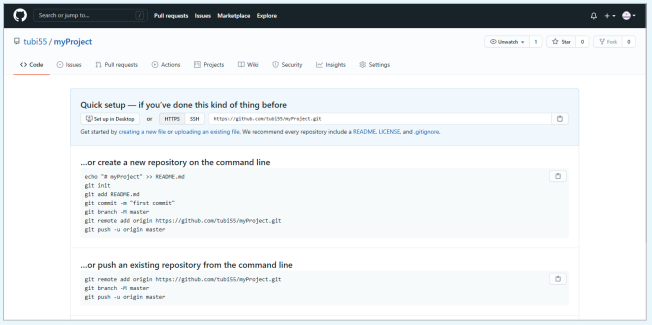 Search or jump to... /
Pull requests Issues Marketplace Explore
tubi55 / myProject
Unwatch 1 Star 0 Fork 0
Code Issues Pull requests Actions Projects Wiki Security Insights Settings
Quick setup — if you've done this kind of thing before
Set up in Desktop or HTTPS SSH https://github.com/tubi55/myProject.git
Get started by creating a new file or uploading an existing file. We recommend every repository include a README, LICENSE, and .gitignore.
...or create a new repository on the command line
echo "# myProject" >> README.md
git init
git add README.md
git commit -m "first commit"
git branch -M master
git remote add origin https://github.com/tubi55/myProject.git
git push -u origin master
...or push an existing repository from the command line
git remote add origin https://github.com/tubi55/myProject.git
git branch -M master
git push -u origin master